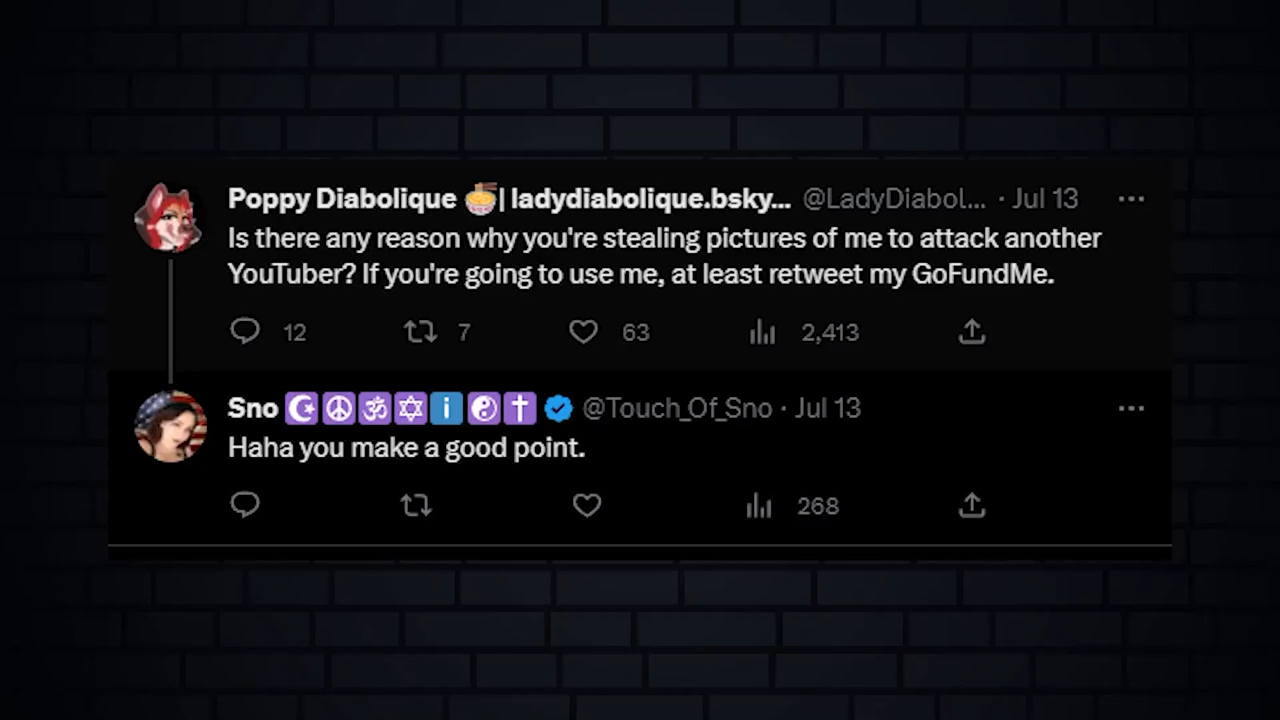 Poppy Diabolique 🍜| ladydiabolique.bsky... @LadyDiabol... · Jul 13
Is there any reason why you're stealing pictures of me to attack another
YouTuber? If you're going to use me, at least retweet my GoFundMe.
12 7 63 2,413
Sno ☪️☮️🕉️✡️ℹ️☯️✝️ @Touch_Of_Sno · Jul 13
Haha you make a good point.
268